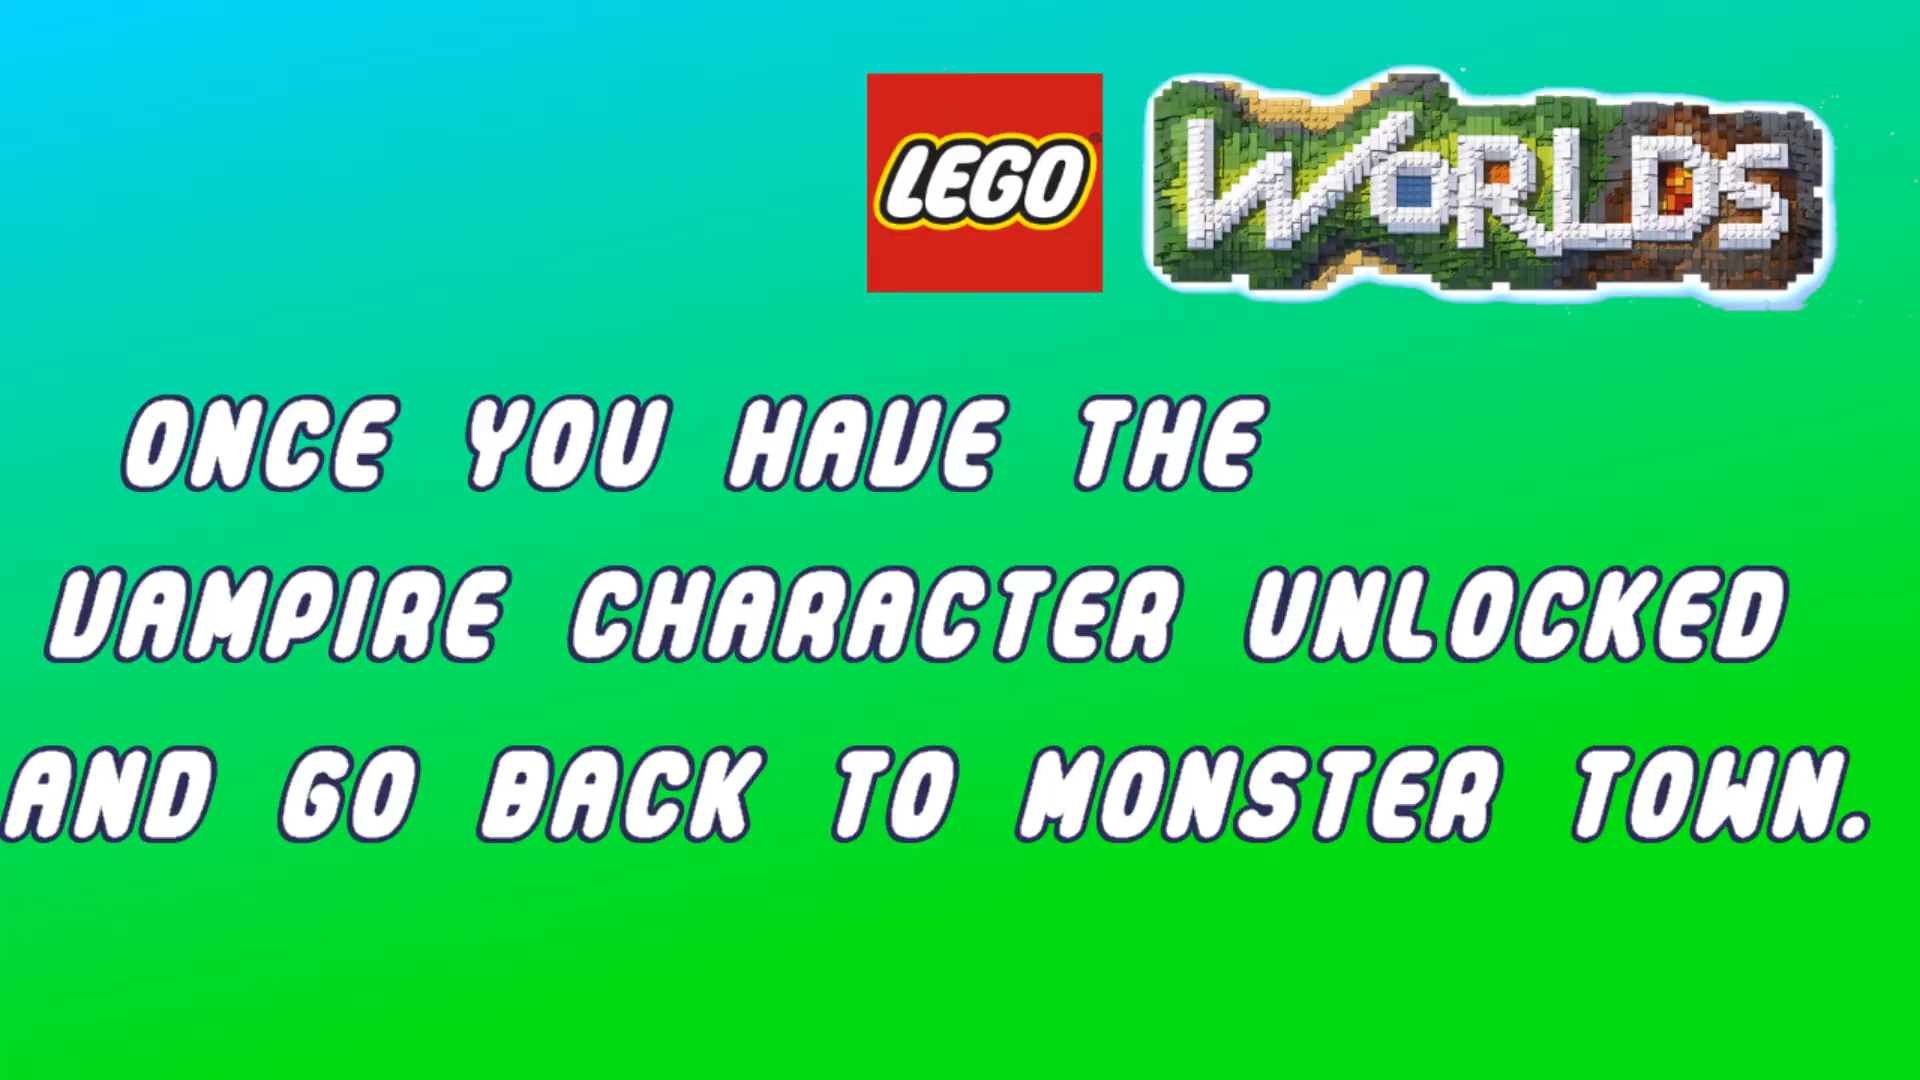 LEGO WORLDS
ONCE YOU HAVE THE
VAMPIRE CHARACTER UNLOCKED
AND GO BACK TO MONSTER TOWN.